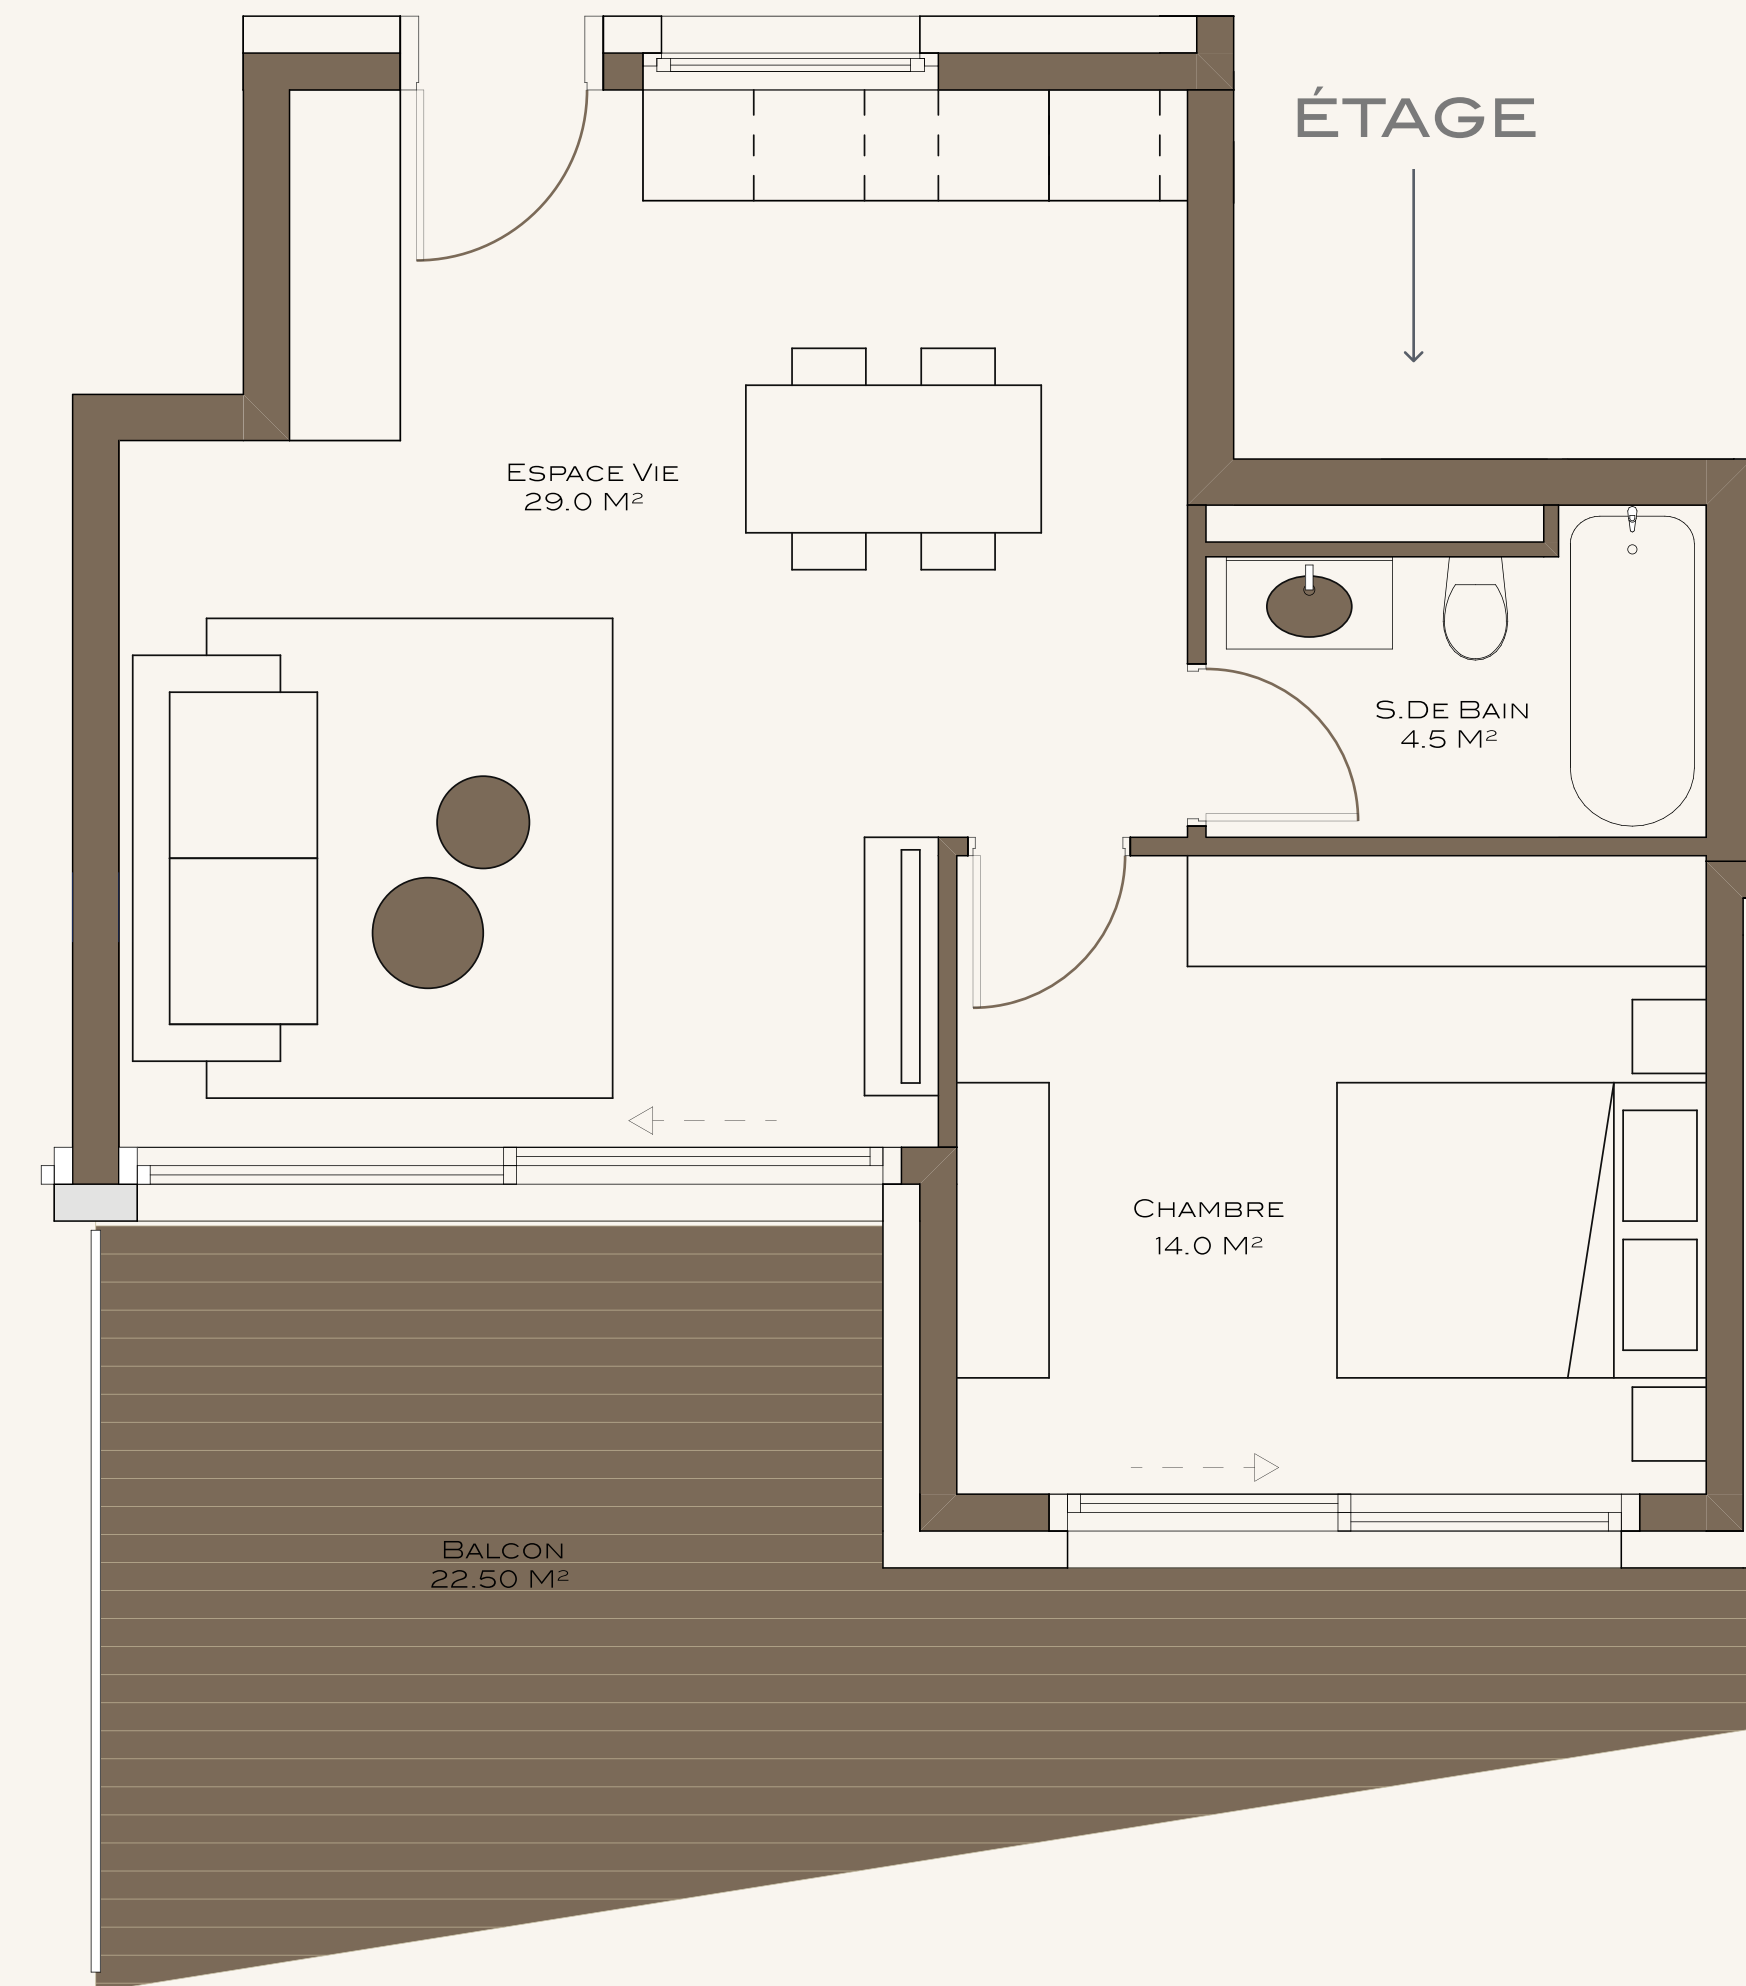 ÉTAGE
Espace Vie
29.0 M²
S.De Bain
4.5 M²
Chambre
14.0 M²
Balcon
22.50 M²